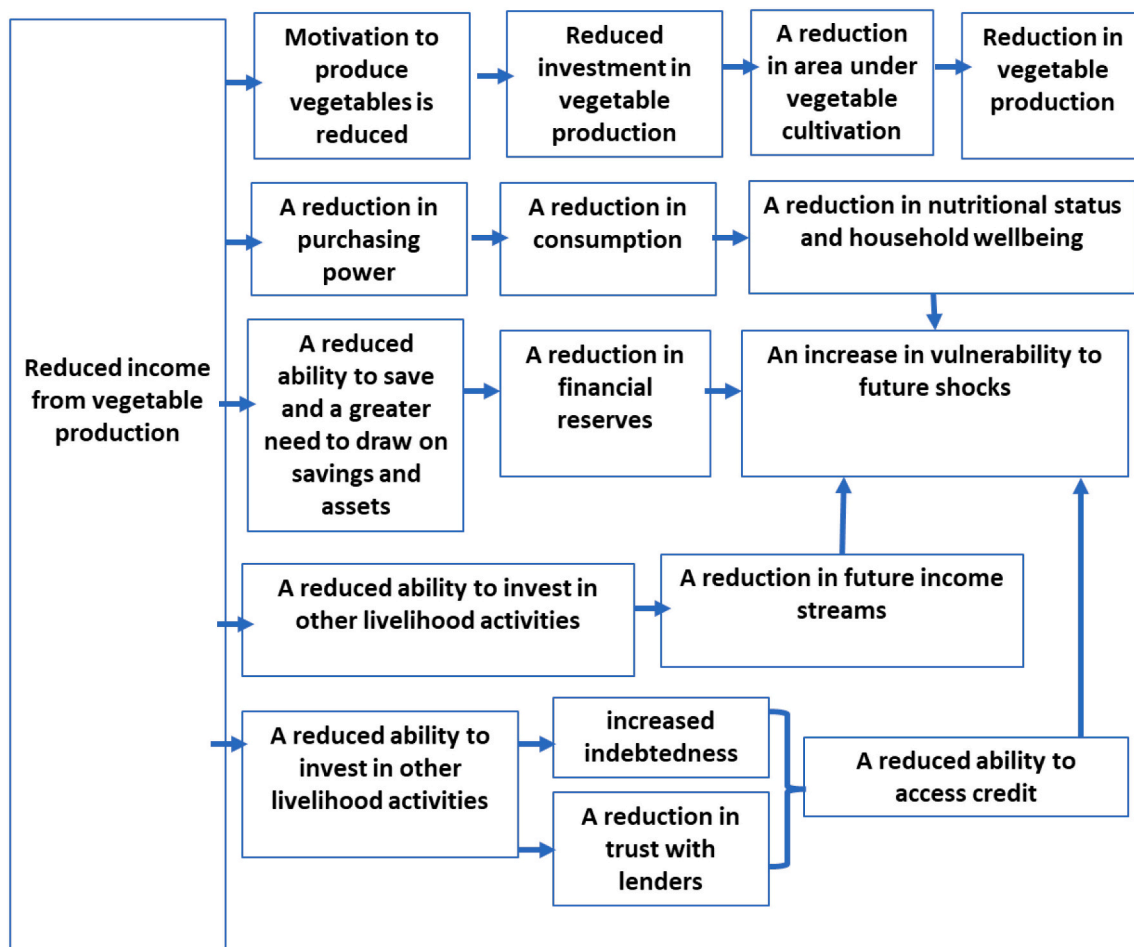 Reduced income
from vegetable
production
Motivation to
produce
vegetables is
reduced
Reduced
investment in
vegetable
production
A reduction
in area under
vegetable
cultivation
Reduction in
vegetable
production
A reduction in
purchasing
power
A reduction in
consumption
A reduction in nutritional status
and household wellbeing
A reduced
ability to save
and a greater
need to draw on
savings and
assets
A reduction in
financial
reserves
An increase in vulnerability to
future shocks
A reduced ability to invest in
other livelihood activities
A reduction in future income
streams
A reduced ability to
invest in other
livelihood activities
increased
indebtedness
A reduction in
trust with
lenders
A reduced ability to
access credit